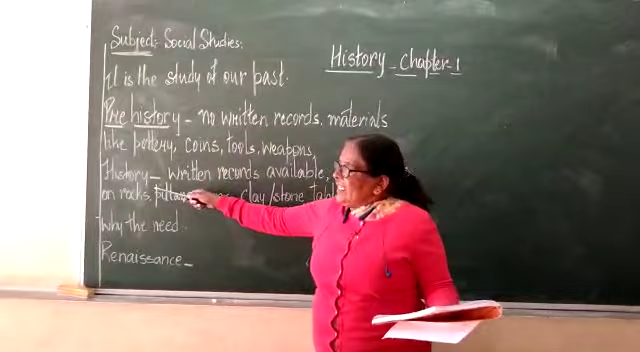 Subject: Social Studies:
History - Chapter - 1
It is the study of our past.
Pre history - no written records, materials
like pottery, coins, tools, weapons,
History - written records available,
on rocks, pillars, clay/stone
Why the need.
Renaissance -